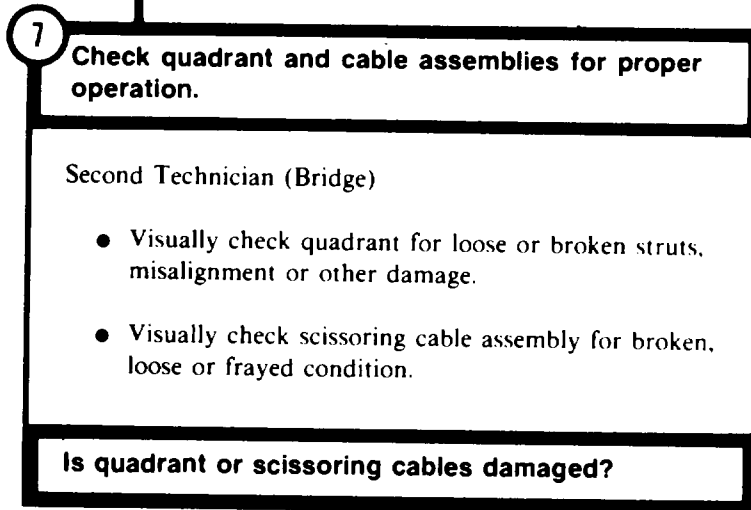 7
Check quadrant and cable assemblies for proper
operation.
Second Technician (Bridge)
● Visually check quadrant for loose or broken struts,
misalignment or other damage.
● Visually check scissoring cable assembly for broken,
loose or frayed condition.
Is quadrant or scissoring cables damaged?